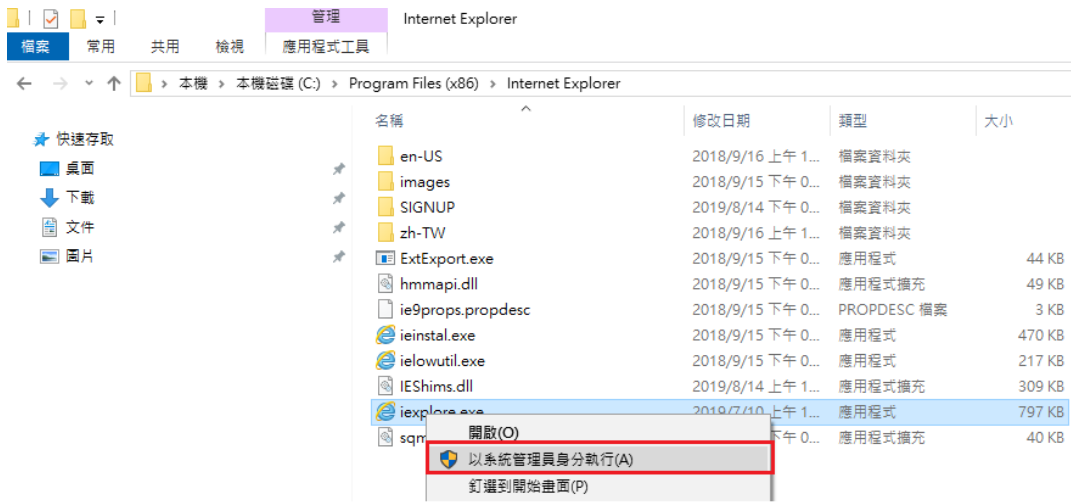 管理 Internet Explorer
檔案 常用 共用 檢視 應用程式工具
本機 本機磁碟 (C:) Program Files (x86) Internet Explorer
名稱 修改日期 類型 大小
快速存取
桌面
下載
文件
圖片
en-US 2018/9/16 上午 1... 檔案資料夾
images 2018/9/15 下午 0... 檔案資料夾
SIGNUP 2019/8/14 下午 0... 檔案資料夾
zh-TW 2018/9/16 上午 1... 檔案資料夾
ExtExport.exe 2018/9/15 下午 0... 應用程式 44 KB
hmmapi.dll 2018/9/15 下午 0... 應用程式擴充 49 KB
ie9props.propdesc 2018/9/15 下午 0... PROPDESC 檔案 3 KB
ieinstal.exe 2018/9/15 下午 0... 應用程式 470 KB
ielowutil.exe 2018/9/15 下午 0... 應用程式 217 KB
IEShims.dll 2019/8/14 上午 1... 應用程式擴充 309 KB
iexplore.exe 2019/7/10 上午 1... 應用程式 797 KB
sqm 下午 0... 應用程式擴充 40 KB
開啟(O)
以系統管理員身分執行(A)
釘選到開始畫面(P)